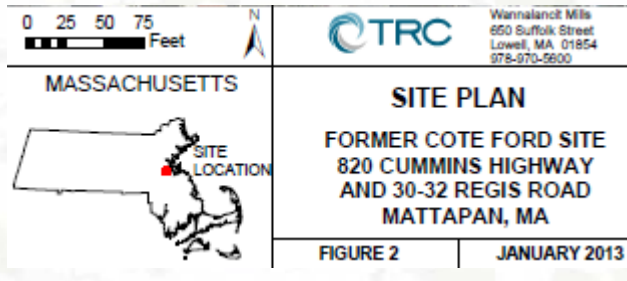 0 25 50 75
Feet
N
TRC
Wannalancit Mills
650 Suffolk Street
Lowell, MA 01854
978-970-5600
MASSACHUSETTS
SITE
LOCATION
SITE PLAN
FORMER COTE FORD SITE
820 CUMMINS HIGHWAY
AND 30-32 REGIS ROAD
MATTAPAN, MA
FIGURE 2
JANUARY 2013